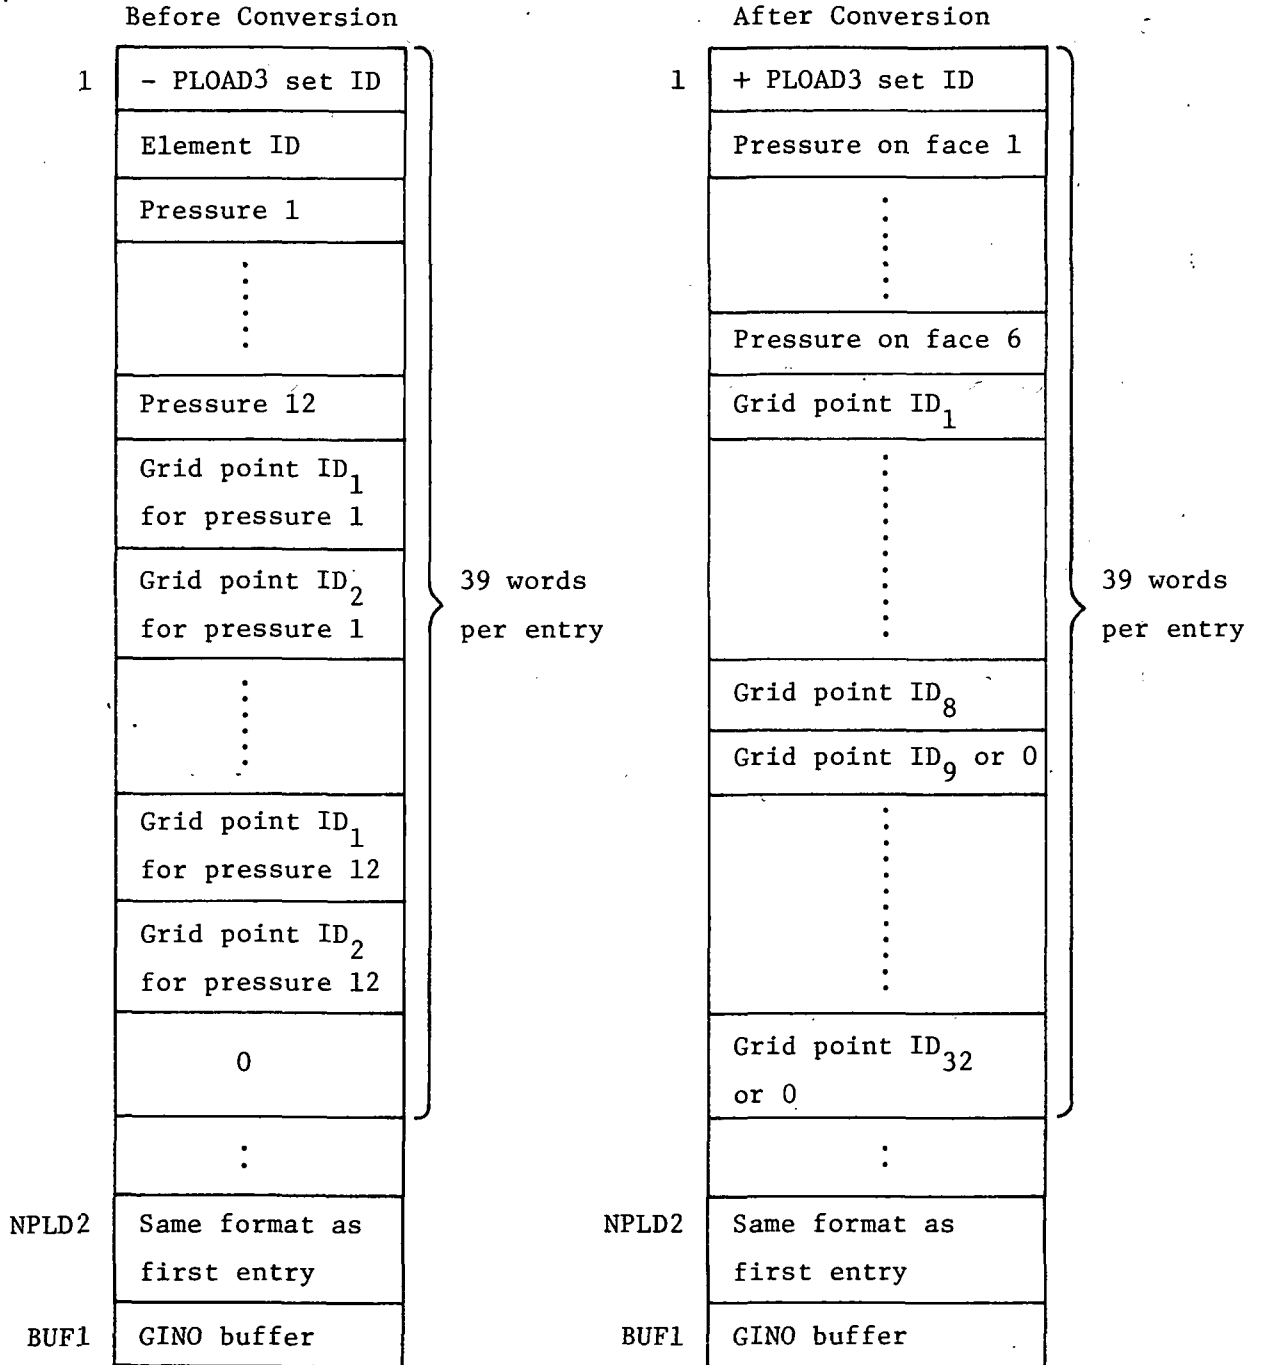 Before Conversion
1
- PLOAD3 set ID
Element ID
Pressure 1
Pressure 12
Grid point ID1
for pressure 1
Grid point ID2
for pressure 1
Grid point ID1
for pressure 12
Grid point ID2
for pressure 12
0
39 words
per entry
NPLD2
Same format as
first entry
BUF1
GINO buffer
After Conversion
1
+ PLOAD3 set ID
Pressure on face 1
Pressure on face 6
Grid point ID1
Grid point ID8
Grid point ID9 or 0
Grid point ID32
or 0
39 words
per entry
NPLD2
Same format as
first entry
BUF1
GINO buffer